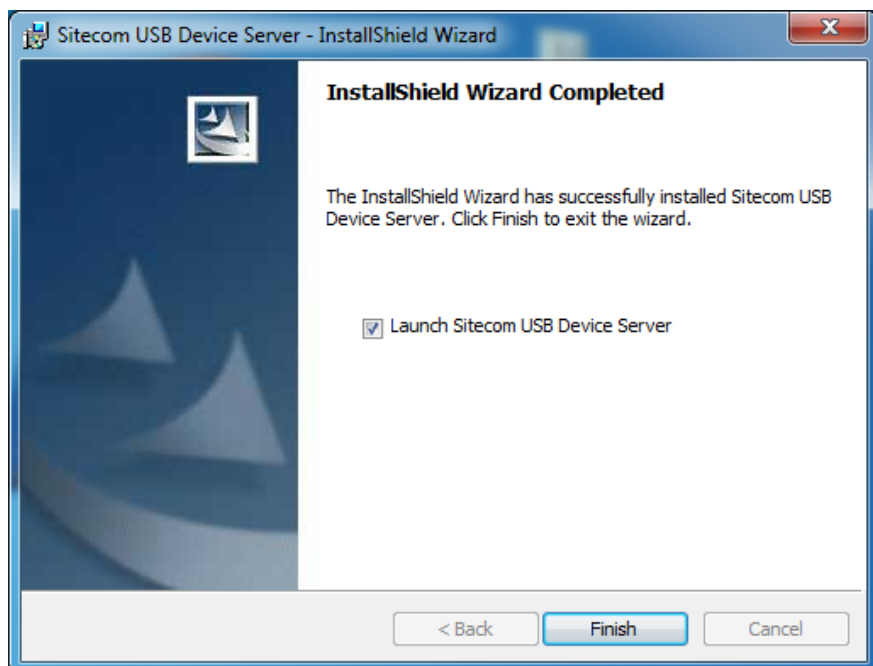 Sitecom USB Device Server - InstallShield Wizard
InstallShield Wizard Completed
The InstallShield Wizard has successfully installed Sitecom USB
Device Server. Click Finish to exit the wizard.
Launch Sitecom USB Device Server
< Back
Finish
Cancel